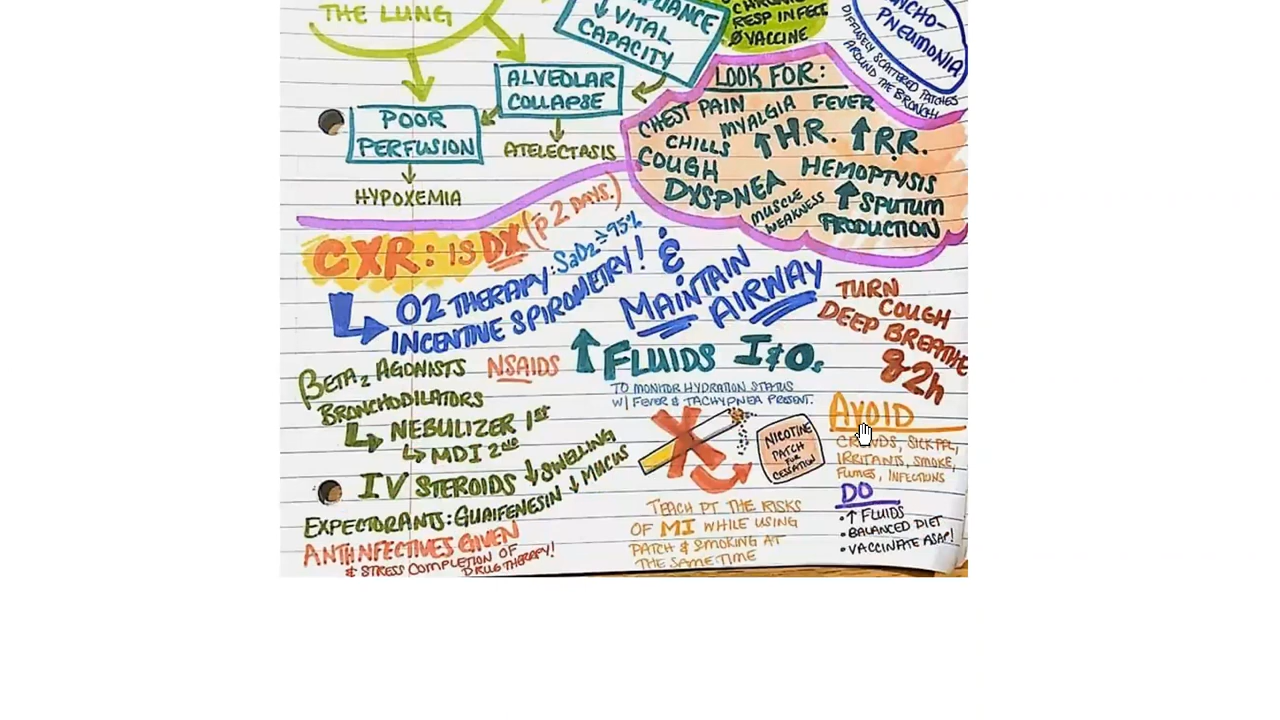 THE LUNG
↓ VITAL
CAPACITY
RESP INFECT
Ø VACCINE
PNEUMONIA
DIFFUSELY SCATTERED PATCHES
AROUND THE BRONCHI
ALVEOLAR
COLLAPSE
POOR
PERFUSION
ATELECTASIS
HYPOXEMIA
LOOK FOR:
CHEST PAIN
MYALGIA
FEVER
CHILLS
↑ H.R. ↑ R.R.
COUGH
HEMOPTYSIS
DYSPNEA
MUSCLE
WEAKNESS
↑ SPUTUM
PRODUCTION
CXR: IS DX (p̄ 2 DAYS.)
O2 THERAPY: SaO2 ≥ 95%
INCENTIVE SPIROMETRY! &
MAINTAIN
AIRWAY
TURN
COUGH
DEEP BREATHE
q2h
↑ FLUIDS I&Os
TO MONITOR HYDRATION STATUS
W/ FEVER & TACHYPNEA PRESENT.
BETA2 AGONISTS NSAIDS
BRONCHODILATORS
NEBULIZER 1st
MDI 2nd
IV STEROIDS ↓ SWELLING
EXPECTORANTS: GUAIFENESIN ↓ MUCUS
ANTIINFECTIVES GIVEN
& STRESS COMPLETION OF
DRUG THERAPY!
NICOTINE
PATCH
FOR
CESSATION
TEACH PT THE RISKS
OF MI WHILE USING
PATCH & SMOKING AT
THE SAME TIME
AVOID
CROWDS, SICK PPL,
IRRITANTS, SMOKE,
FUMES, INFECTIONS
DO
• ↑ FLUIDS
• BALANCED DIET
• VACCINATE ASAP!